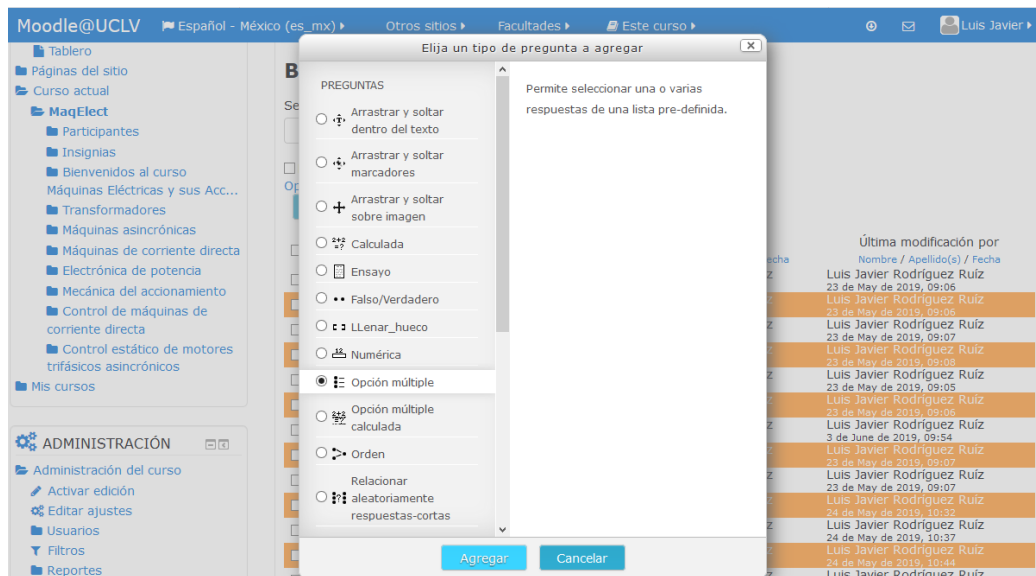 Moodle@UCLV Español - México (es_mx) Otros sitios Facultades Este curso Luis Javier
Tablero
Páginas del sitio
Curso actual
MaqElect
Participantes
Insignias
Bienvenidos al curso
Máquinas Eléctricas y sus Acc...
Transformadores
Máquinas asincrónicas
Máquinas de corriente directa
Electrónica de potencia
Mecánica del accionamiento
Control de máquinas de
corriente directa
Control estático de motores
trifásicos asincrónicos
Mis cursos
ADMINISTRACIÓN
Administración del curso
Activar edición
Editar ajustes
Usuarios
Filtros
Reportes
B
Se
Op
Elija un tipo de pregunta a agregar
PREGUNTAS
Arrastrar y soltar
dentro del texto
Arrastrar y soltar
marcadores
Arrastrar y soltar
sobre imagen
Calculada
Ensayo
Falso/Verdadero
LLenar_hueco
Numérica
Opción múltiple
Opción múltiple
calculada
Orden
Relacionar
aleatoriamente
respuestas-cortas
Permite seleccionar una o varias
respuestas de una lista pre-definida.
Agregar Cancelar
Última modificación por
echa Nombre / Apellido(s) / Fecha
z Luis Javier Rodríguez Ruíz
23 de May de 2019, 09:06
Luis Javier Rodríguez Ruíz
23 de May de 2019, 09:06
z Luis Javier Rodríguez Ruíz
23 de May de 2019, 09:07
Luis Javier Rodríguez Ruíz
23 de May de 2019, 09:08
z Luis Javier Rodríguez Ruíz
23 de May de 2019, 09:05
Luis Javier Rodríguez Ruíz
23 de May de 2019, 09:06
z Luis Javier Rodríguez Ruíz
3 de June de 2019, 09:54
Luis Javier Rodríguez Ruíz
23 de May de 2019, 09:07
z Luis Javier Rodríguez Ruíz
23 de May de 2019, 09:07
Luis Javier Rodríguez Ruíz
24 de May de 2019, 10:32
z Luis Javier Rodríguez Ruíz
24 de May de 2019, 10:37
Luis Javier Rodríguez Ruíz
24 de May de 2019, 10:44
z Luis Javier Rodríguez Ruíz